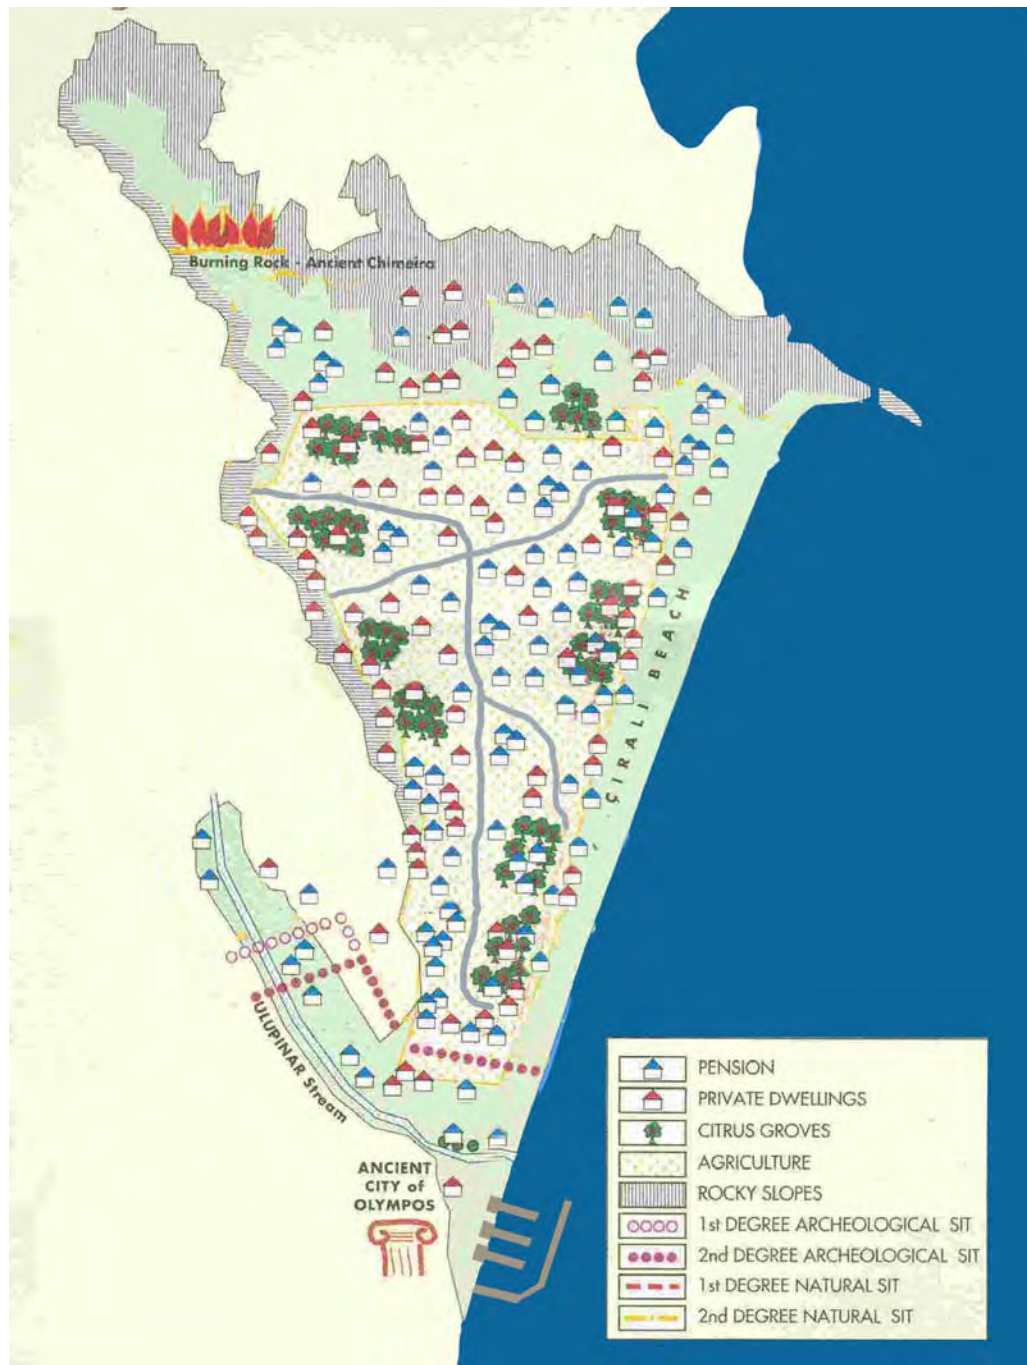 Burning Rock - Ancient Chimeira
ÇIRALI BEACH
ULUPINAR Stream
ANCIENT
CITY of
OLYMPOS
PENSION
PRIVATE DWELLINGS
CITRUS GROVES
AGRICULTURE
ROCKY SLOPES
1st DEGREE ARCHEOLOGICAL SIT
2nd DEGREE ARCHEOLOGICAL SIT
1st DEGREE NATURAL SIT
2nd DEGREE NATURAL SIT